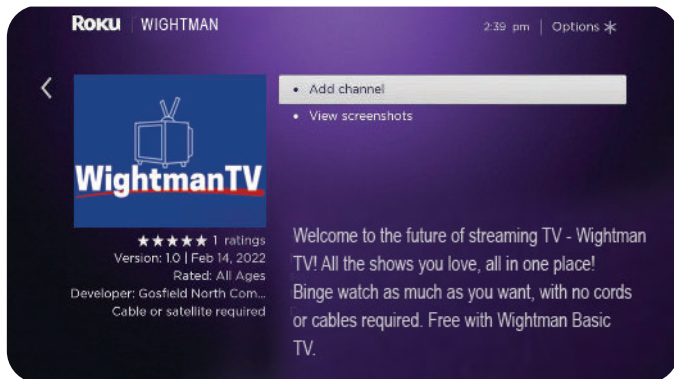 Roku WIGHTMAN
2:39 pm | Options
Add channel
View screenshots
WightmanTV
1 ratings
Version: 1.0 | Feb 14, 2022
Rated: All Ages
Developer: Gosfield North Com...
Cable or satellite required
Welcome to the future of streaming TV - Wightman
TV! All the shows you love, all in one place!
Binge watch as much as you want, with no cords
or cables required. Free with Wightman Basic
TV.